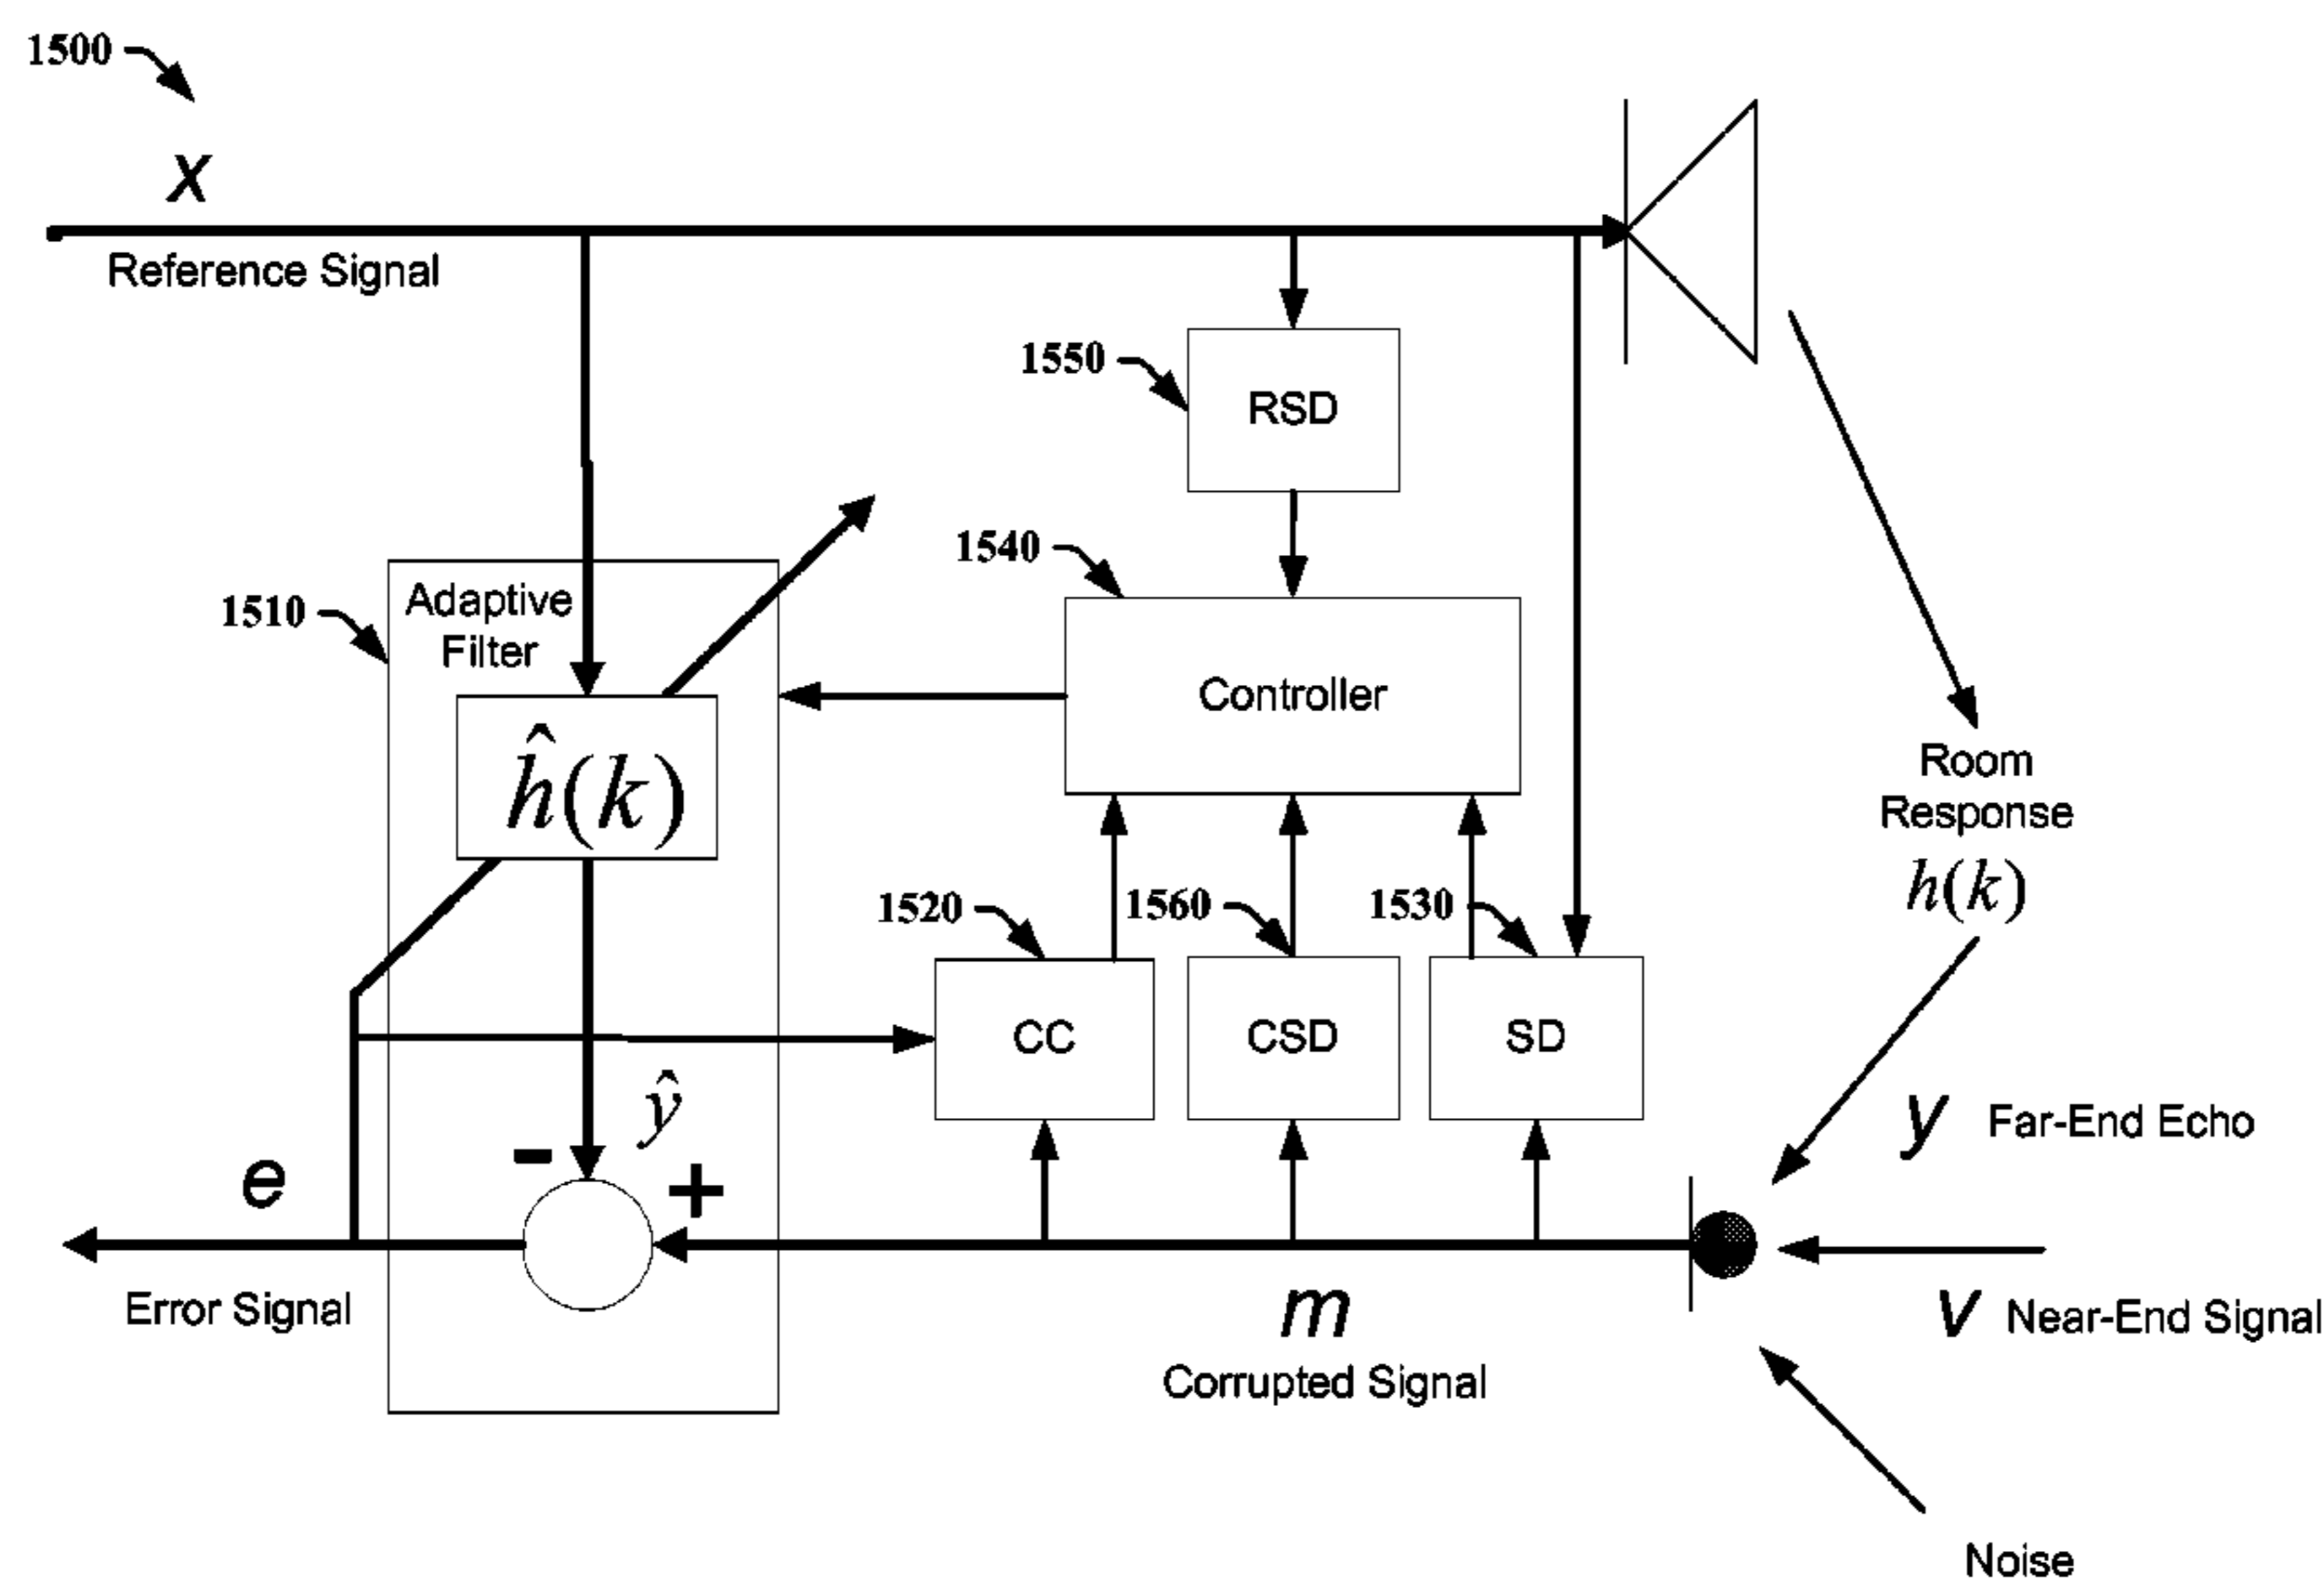 1500
x
Reference Signal
1550
RSD
1540
1510
Adaptive
Filter
Controller
ĥ(k)
Room
Response
h(k)
1520
1560
1530
CC
CSD
SD
ŷ
y Far-End Echo
-
+
e
Error Signal
m
Corrupted Signal
v Near-End Signal
Noise